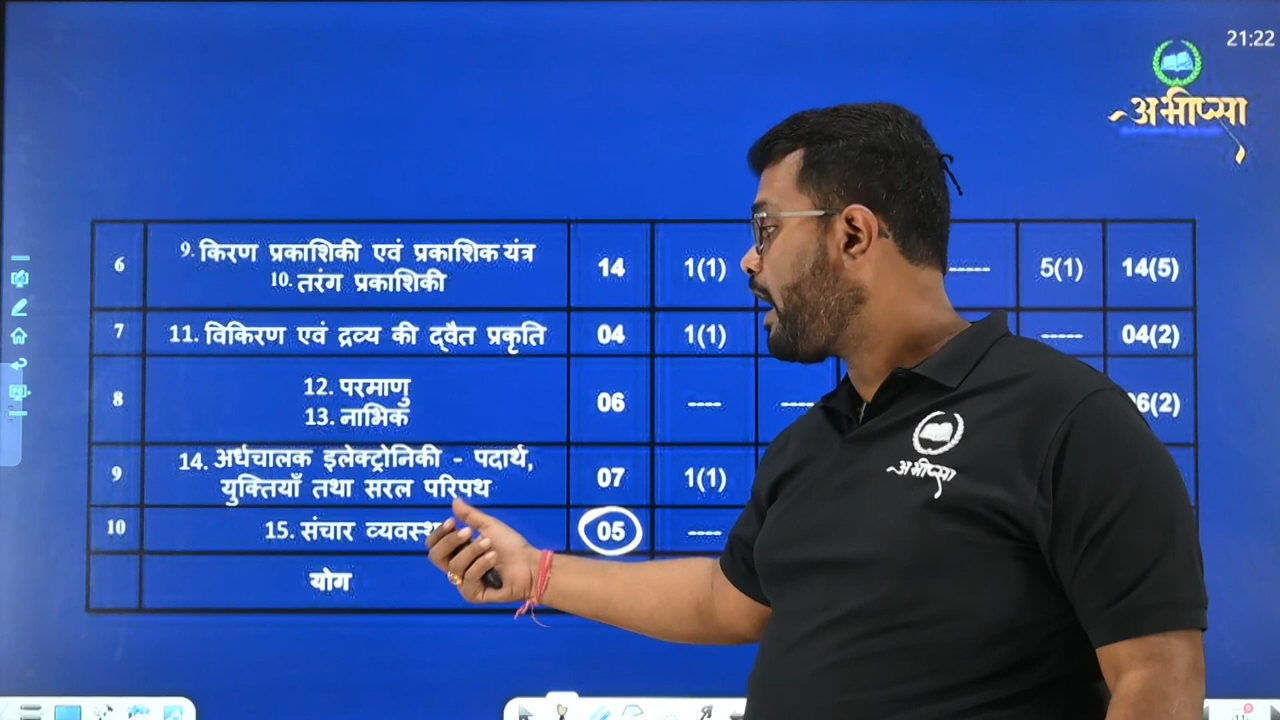 21:22
अभीप्सा
6 9. किरण प्रकाशिकी एवं प्रकाशिक यंत्र 14 1(1) ----- 5(1) 14(5)
10. तरंग प्रकाशिकी
7 11. विकिरण एवं द्रव्य की द्वैत प्रकृति 04 1(1) ---- 04(2)
8 12. परमाणु 06 ---- ---- 6(2)
13. नाभिक
9 14. अर्धचालक इलेक्ट्रोनिकी - पदार्थ, 07 1(1)
युक्तियाँ तथा सरल परिपथ
10 15. संचार 05 ----
योग
अभीप्सा